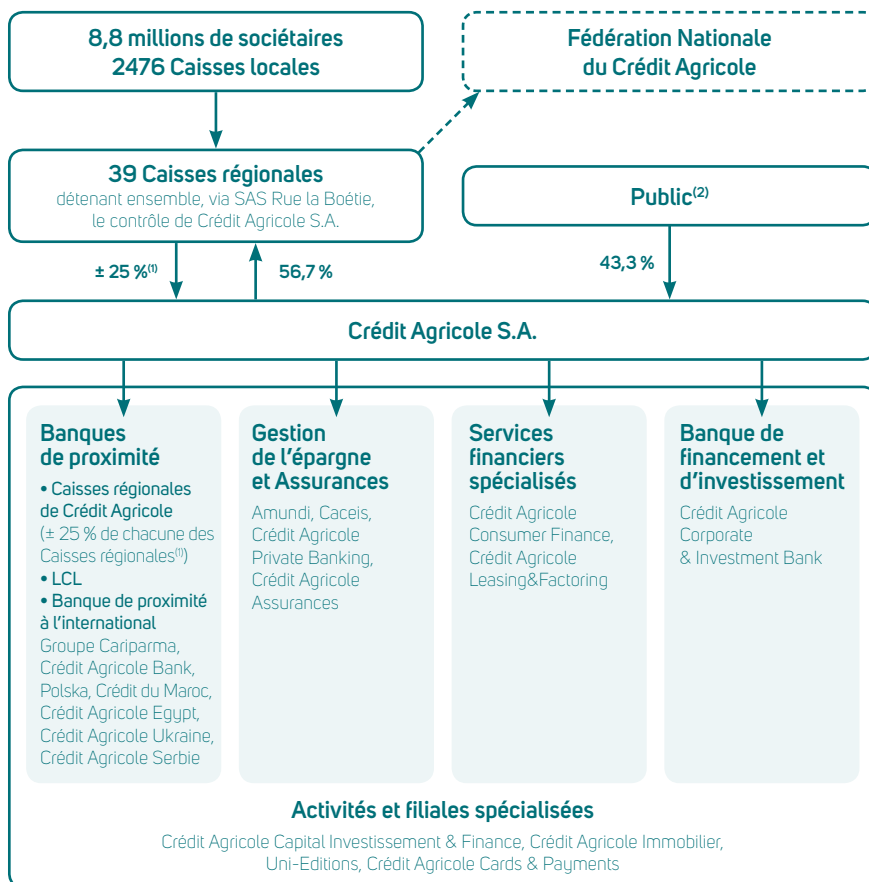 8,8 millions de sociétaires
2476 Caisses locales
Fédération Nationale
du Crédit Agricole
39 Caisses régionales
détenant ensemble, via SAS Rue la Boétie,
le contrôle de Crédit Agricole S.A.
Public(2)
± 25 %(1)
56,7 %
43,3 %
Crédit Agricole S.A.
Banques
de proximité
• Caisses régionales
de Crédit Agricole
(± 25 % de chacune des
Caisses régionales(1))
• LCL
• Banque de proximité
à l'international
Groupe Cariparma,
Crédit Agricole Bank,
Polska, Crédit du Maroc,
Crédit Agricole Egypt,
Crédit Agricole Ukraine,
Crédit Agricole Serbie
Gestion
de l'épargne
et Assurances
Amundi, Caceis,
Crédit Agricole
Private Banking,
Crédit Agricole
Assurances
Services
financiers
spécialisés
Crédit Agricole
Consumer Finance,
Crédit Agricole
Leasing&Factoring
Banque de
financement et
d'investissement
Crédit Agricole
Corporate
& Investment Bank
Activités et filiales spécialisées
Crédit Agricole Capital Investissement & Finance, Crédit Agricole Immobilier,
Uni-Editions, Crédit Agricole Cards & Payments